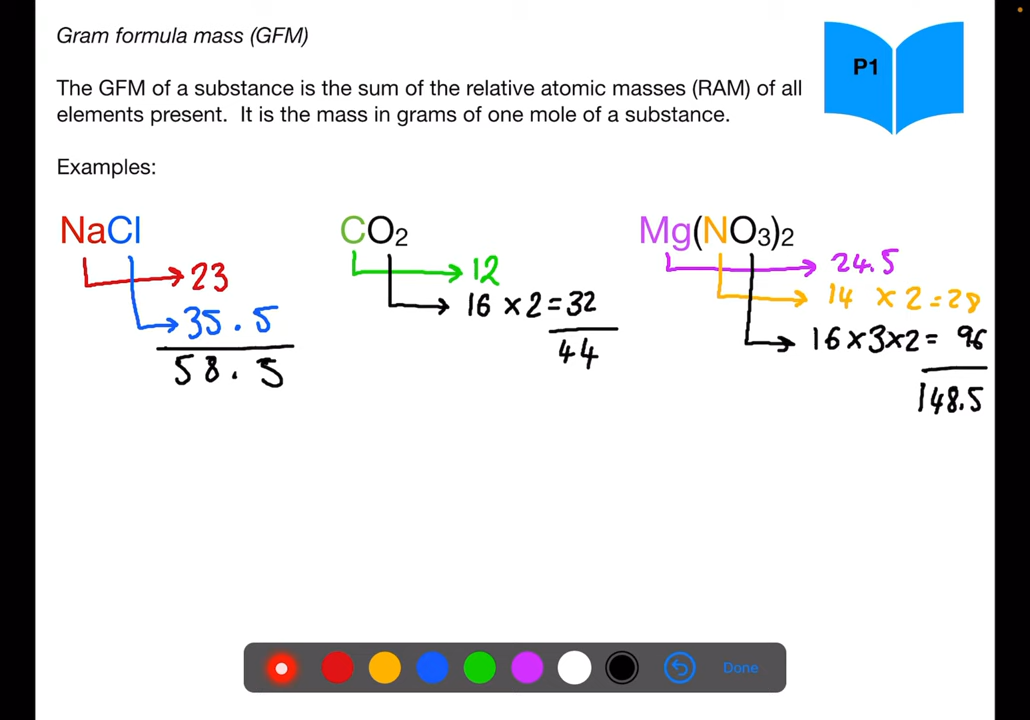 Gram formula mass (GFM)
P1
The GFM of a substance is the sum of the relative atomic masses (RAM) of all
elements present. It is the mass in grams of one mole of a substance.
Examples:
NaCl
23
35.5
58.5
CO2
12
16 x 2 = 32
44
Mg(NO3)2
24.5
14 x 2 = 28
16 x 3 x 2 = 96
148.5
Done